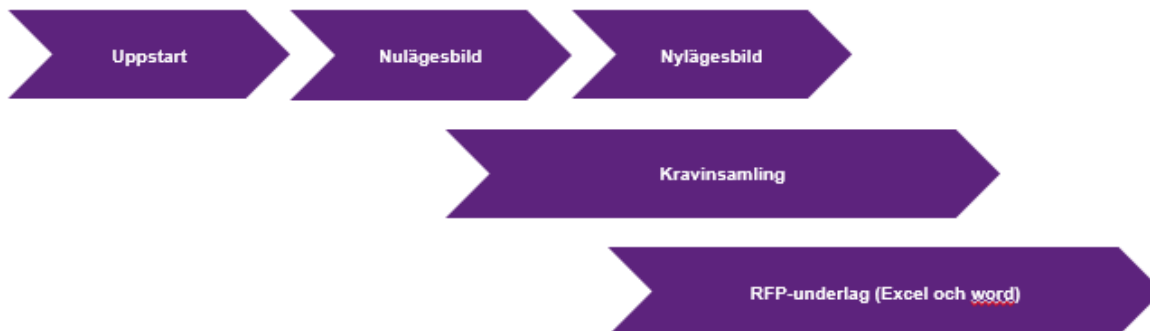 Uppstart
Nulägesbild
Nylägesbild
Kravinsamling
RFP-underlag (Excel och word)